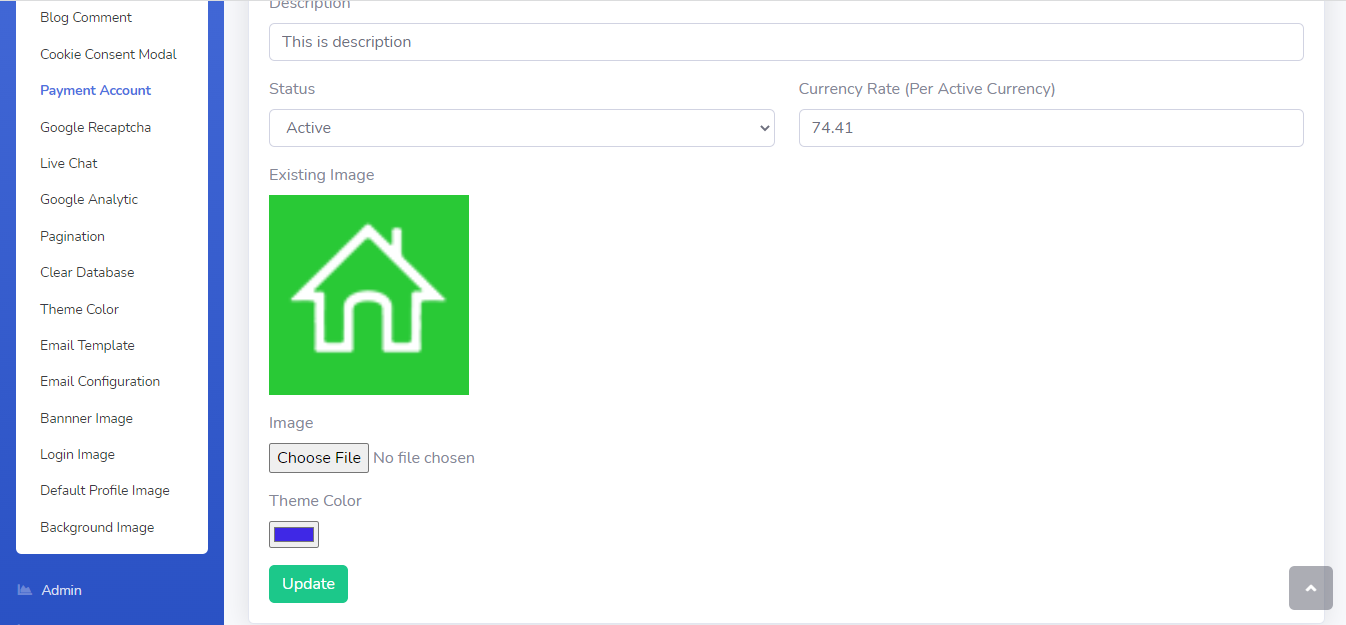 Blog Comment
Cookie Consent Modal
Payment Account
Google Recaptcha
Live Chat
Google Analytic
Pagination
Clear Database
Theme Color
Email Template
Email Configuration
Bannner Image
Login Image
Default Profile Image
Background Image
Admin
Description
This is description
Status
Currency Rate (Per Active Currency)
Active
74.41
Existing Image
Image
Choose File No file chosen
Theme Color
Update